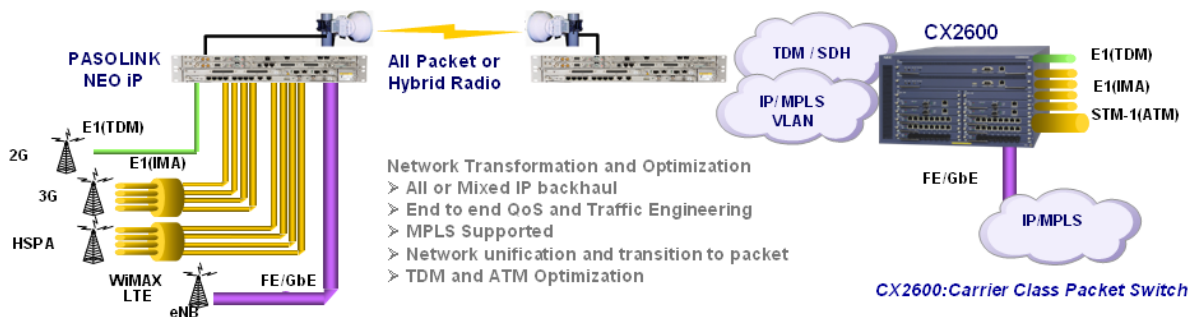 PASOLINK
NEO iP
All Packet or
Hybrid Radio
TDM / SDH
IP/MPLS
VLAN
CX2600
E1(TDM)
E1(IMA)
STM-1(ATM)
FE/GbE
IP/MPLS
CX2600:Carrier Class Packet Switch
E1(TDM)
2G
E1(IMA)
3G
HSPA
WiMAX
LTE
eNB
FE/GbE
Network Transformation and Optimization
➢ All or Mixed IP backhaul
➢ End to end QoS and Traffic Engineering
➢ MPLS Supported
➢ Network unification and transition to packet
➢ TDM and ATM Optimization